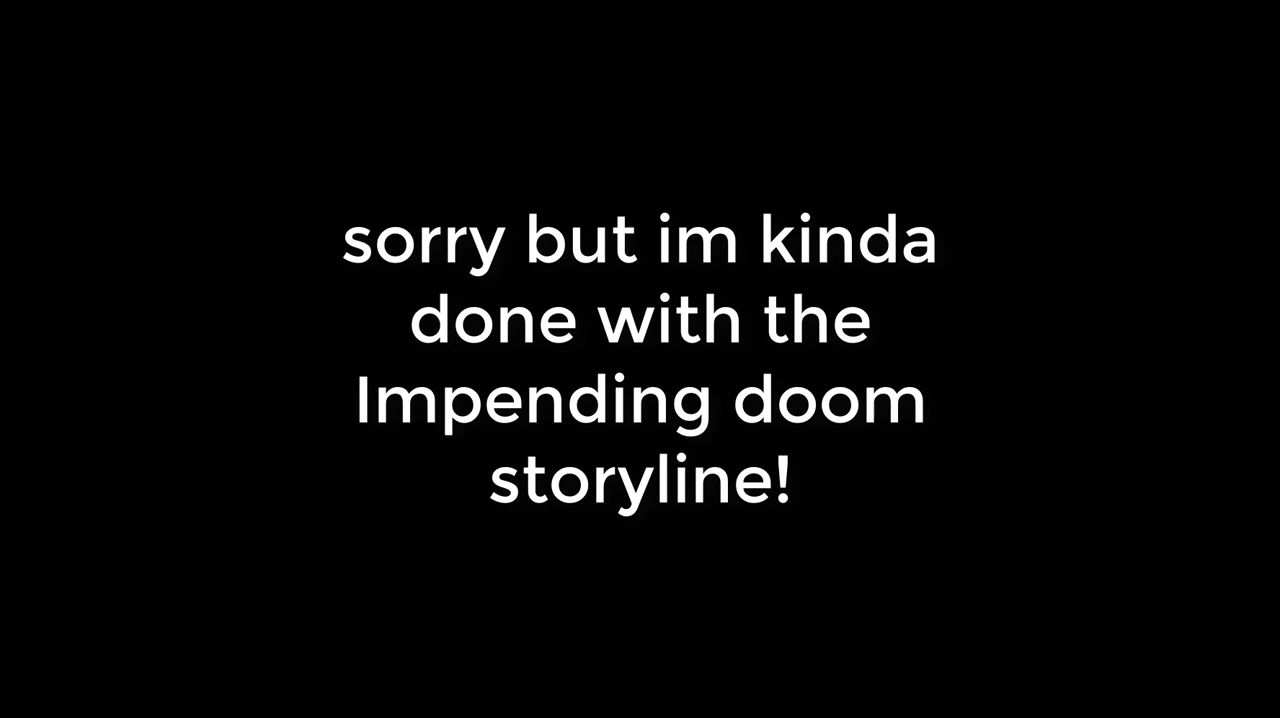 sorry but im kinda
done with the
Impending doom
storyline!